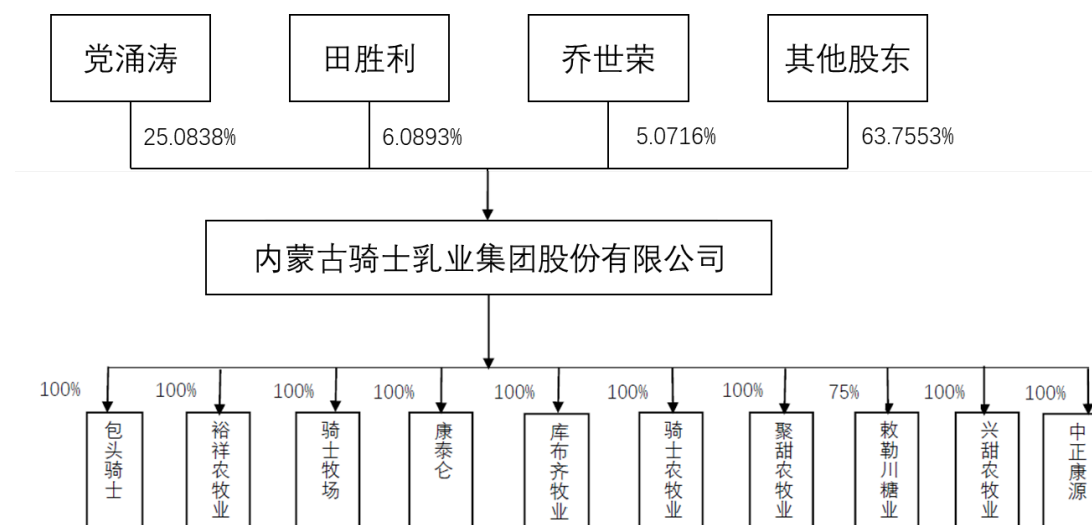 党涌涛
田胜利
乔世荣
其他股东
25.0838%
6.0893%
5.0716%
63.7553%
内蒙古骑士乳业集团股份有限公司
100%
100%
100%
100%
100%
100%
100%
75%
100%
100%
包头骑士
裕祥农牧业
骑士牧场
康泰仑
库布齐牧业
骑士农牧业
聚甜农牧业
敕勒川糖业
兴甜农牧业
中正康源